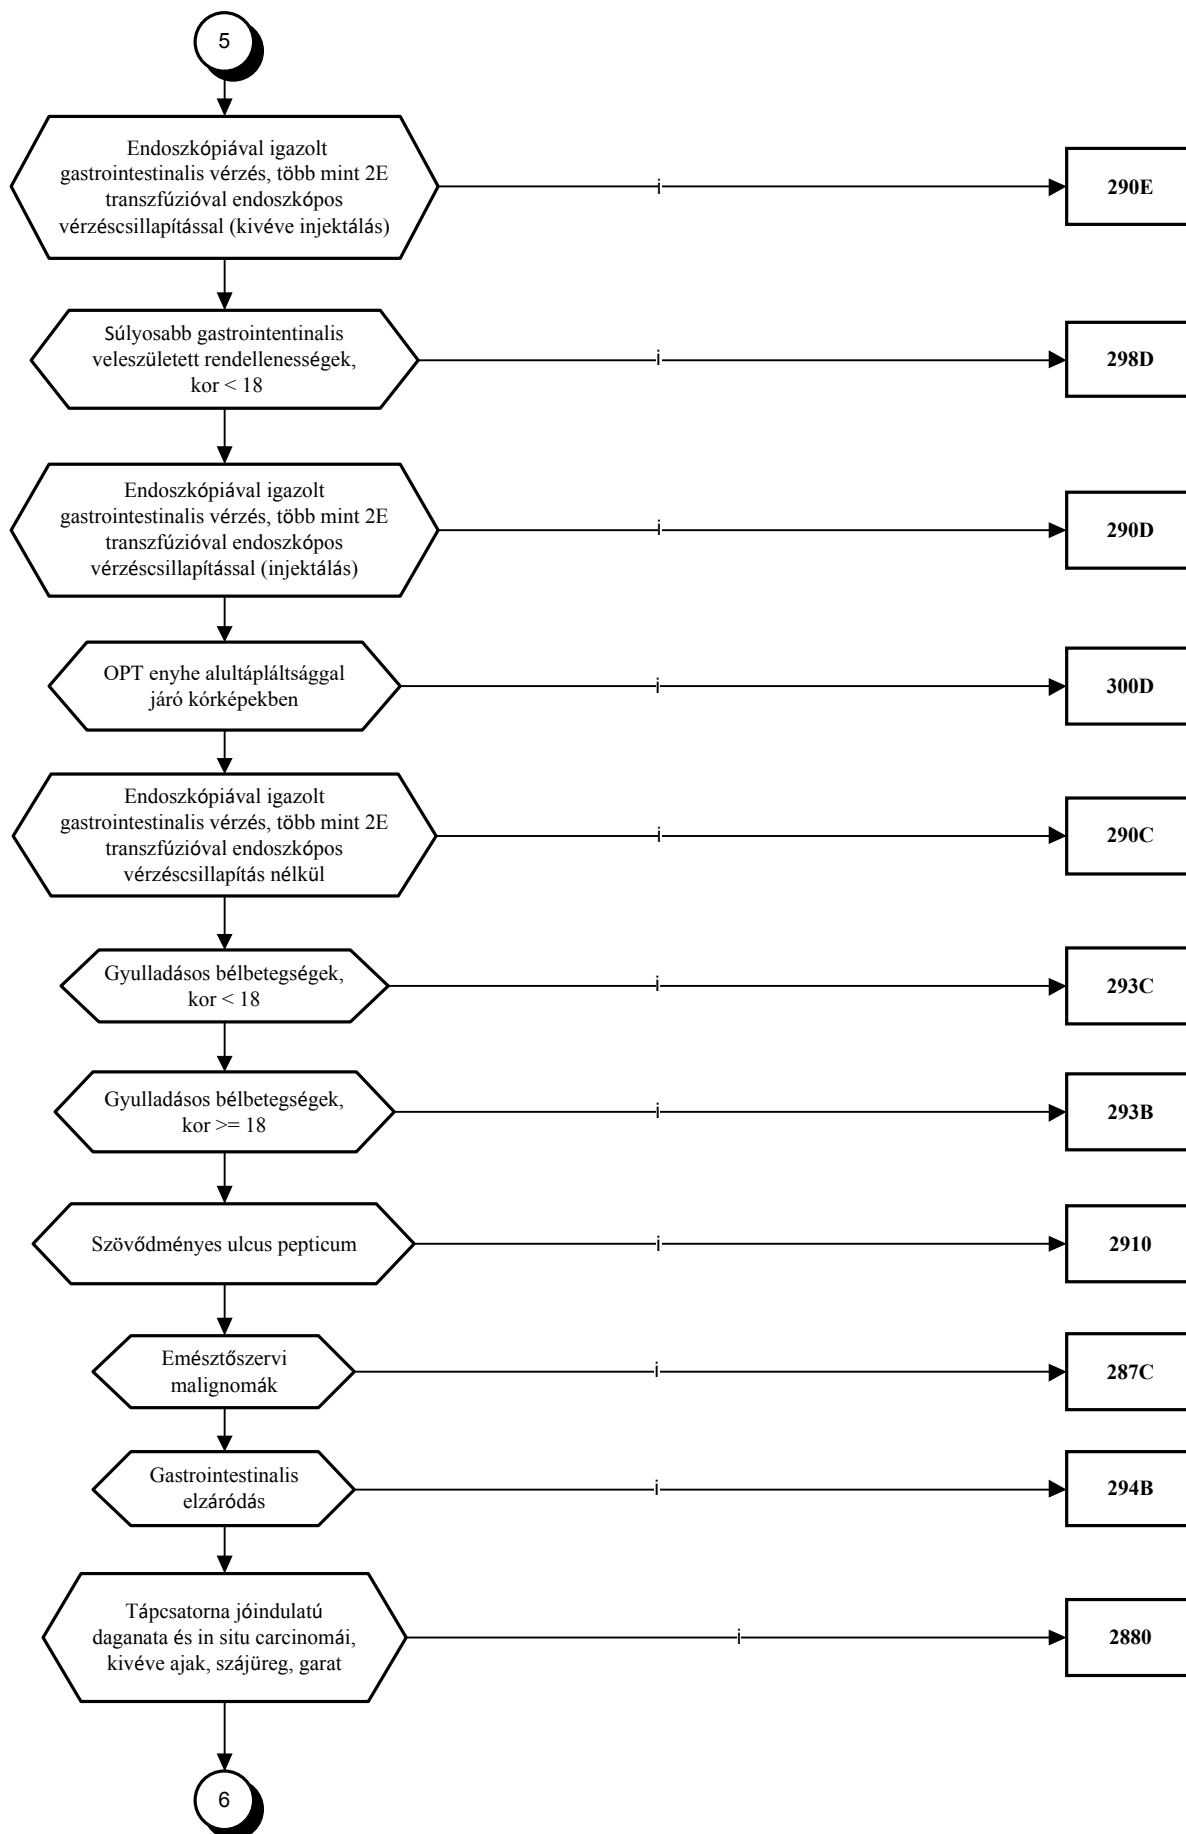 5
Endoszkópiával igazolt
gastrointestinalis vérzés, több mint 2E
transzfúzióval endoszkópos
vérzéscsillapítással (kivéve injektálás)
i
290E
Súlyosabb gastrointentinalis
veleszületett rendellenességek,
kor < 18
i
298D
Endoszkópiával igazolt
gastrointestinalis vérzés, több mint 2E
transzfúzióval endoszkópos
vérzéscsillapítással (injektálás)
i
290D
OPT enyhe alultápláltsággal
járó kórképekben
i
300D
Endoszkópiával igazolt
gastrointestinalis vérzés, több mint 2E
transzfúzióval endoszkópos
vérzéscsillapítás nélkül
i
290C
Gyulladásos bélbetegségek,
kor < 18
i
293C
Gyulladásos bélbetegségek,
kor >= 18
i
293B
Szövődményes ulcus pepticum
i
2910
Emésztőszervi
malignomák
i
287C
Gastrointestinalis
elzáródás
i
294B
Tápcsatorna jóindulatú
daganata és in situ carcinomái,
kivéve ajak, szájüreg, garat
i
2880
6